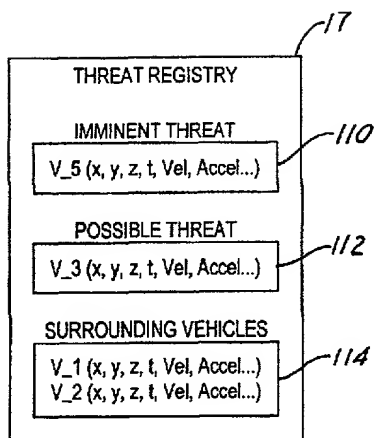 17
THREAT REGISTRY
IMMINENT THREAT
110
V_5 (x, y, z, t, Vel, Accel...)
POSSIBLE THREAT
112
V_3 (x, y, z, t, Vel, Accel...)
SURROUNDING VEHICLES
114
V_1 (x, y, z, t, Vel, Accel...)
V_2 (x, y, z, t, Vel, Accel...)